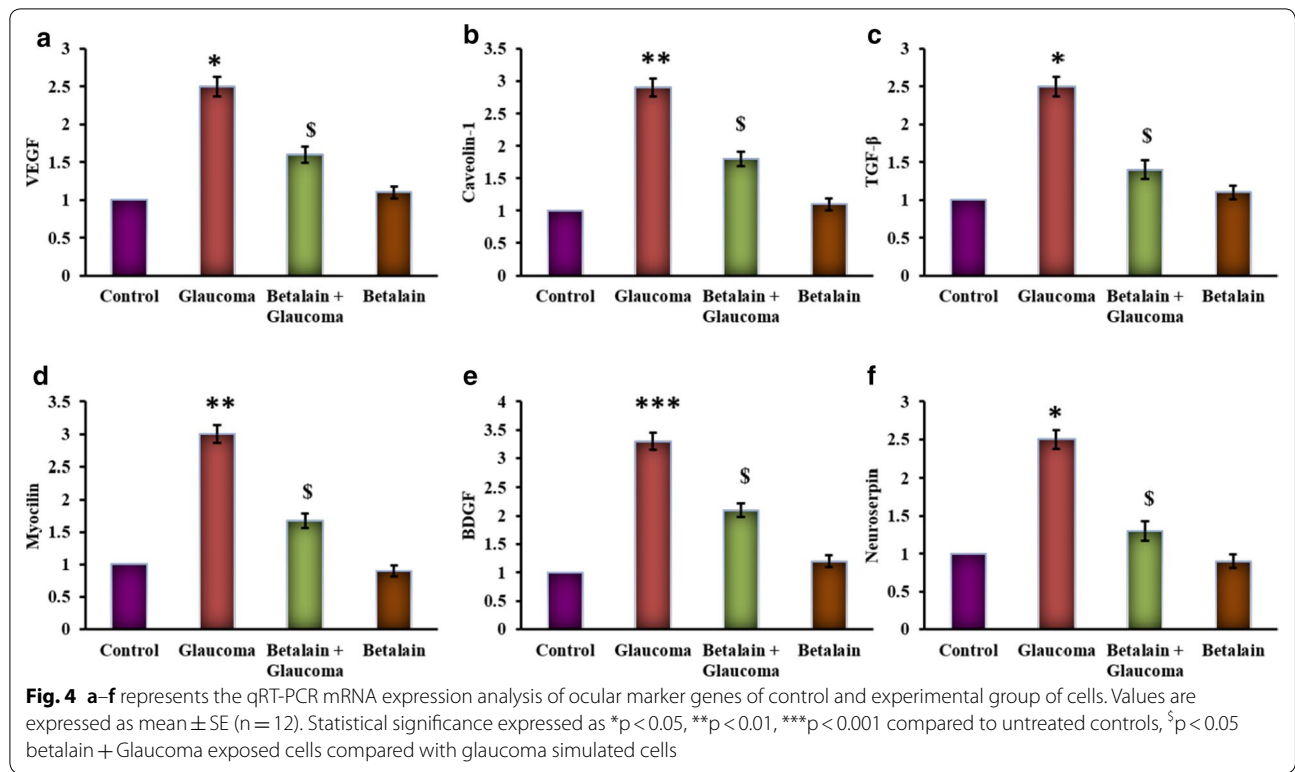 a
3
2.5
2
1.5
1
0.5
0
VEGF
*
$
Control Glaucoma Betalain + Betalain
Glaucoma
b
3.5
3
2.5
2
1.5
1
0.5
0
Caveolin-1
**
$
Control Glaucoma Betalain + Betalain
Glaucoma
c
3
2.5
2
1.5
1
0.5
0
TGF-β
*
$
Control Glaucoma Betalain + Betalain
Glaucoma
d
3.5
3
2.5
2
1.5
1
0.5
0
Myocilin
**
$
Control Glaucoma Betalain + Betalain
Glaucoma
e
4
3.5
3
2.5
2
1.5
1
0.5
0
BDGF
***
$
Control Glaucoma Betalain + Betalain
Glaucoma
f
3
2.5
2
1.5
1
0.5
0
Neuroserpin
*
$
Control Glaucoma Betalain + Betalain
Glaucoma
Fig. 4 a–f represents the qRT-PCR mRNA expression analysis of ocular marker genes of control and experimental group of cells. Values are
expressed as mean ± SE (n = 12). Statistical significance expressed as *p < 0.05, **p < 0.01, ***p < 0.001 compared to untreated controls, $p < 0.05
betalain + Glaucoma exposed cells compared with glaucoma simulated cells